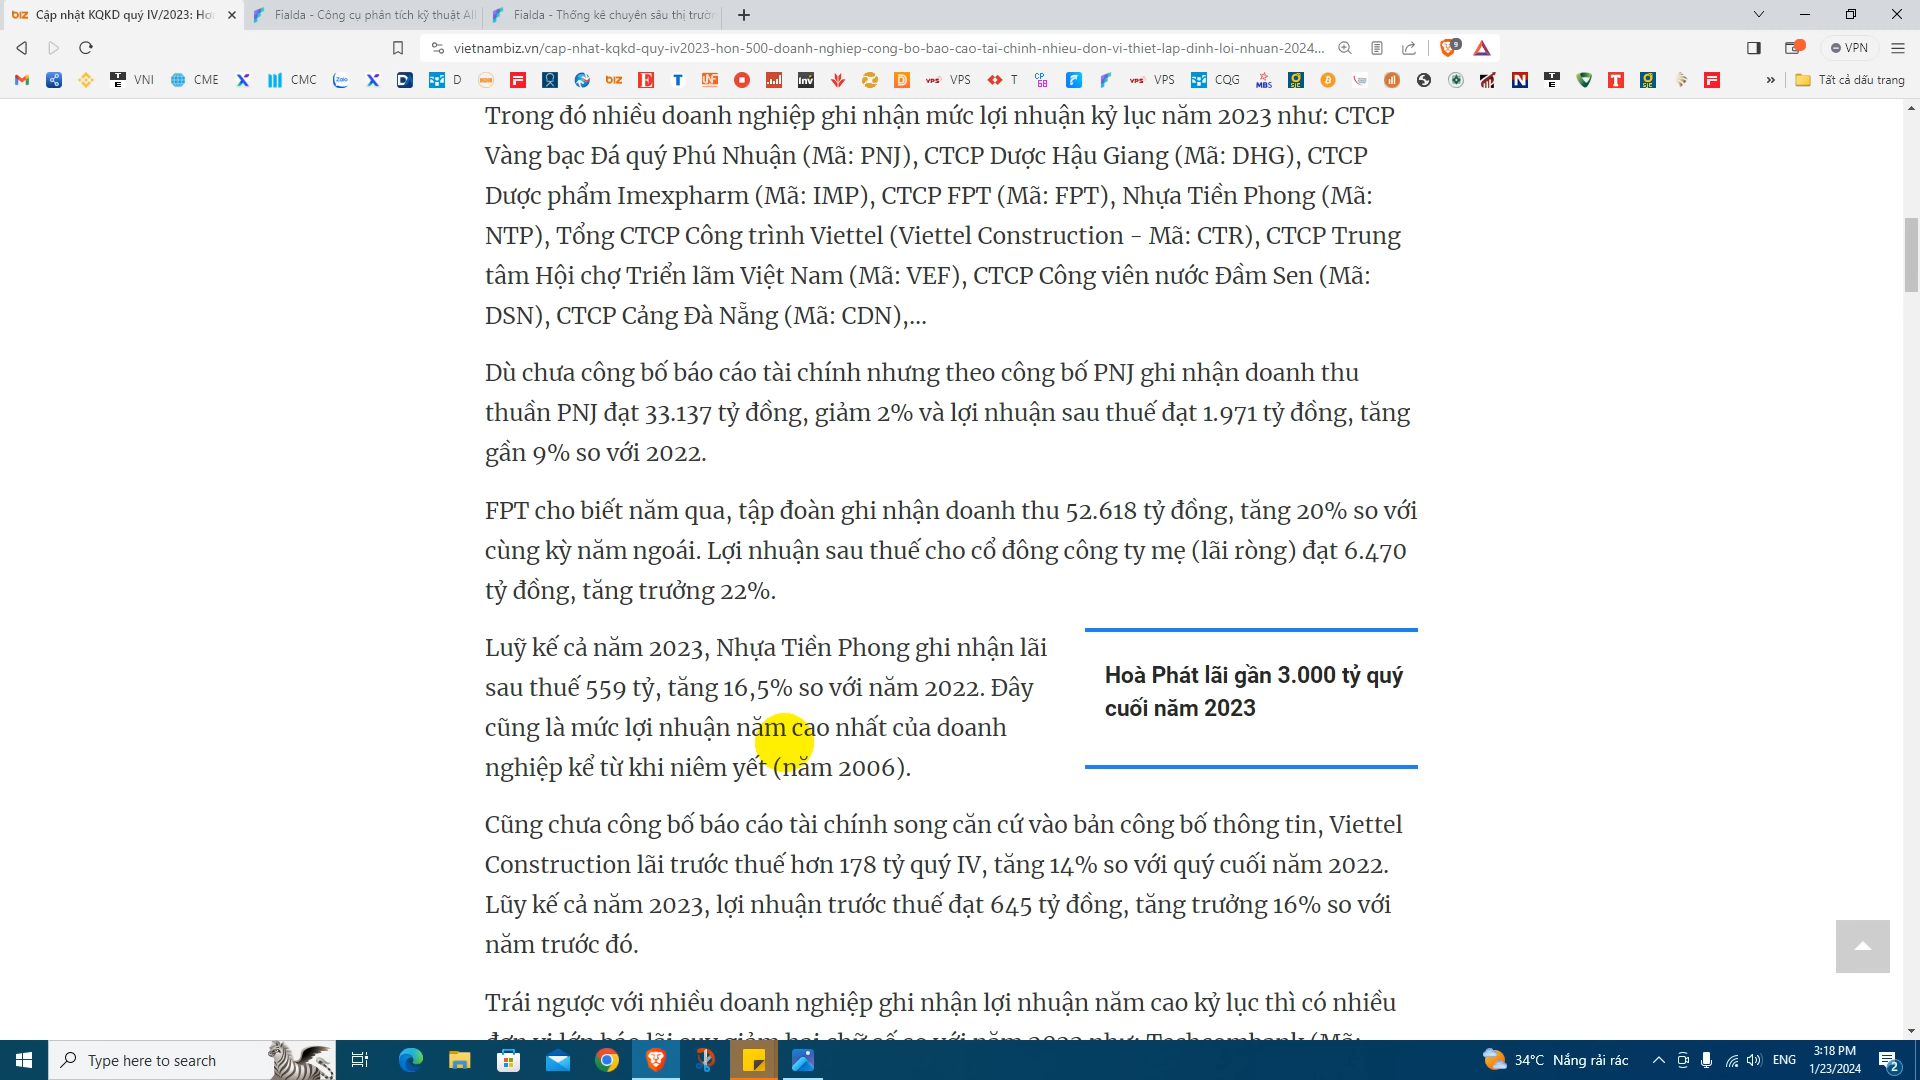 Cập nhật KQKD quý IV/2023: Hơ
Fialda - Công cụ phân tích kỹ thuật All
Fialda - Thống kê chuyên sâu thị trườn
vietnambiz.vn/cap-nhat-kqkd-quy-iv2023-hon-500-doanh-nghiep-cong-bo-bao-cao-tai-chinh-nhieu-don-vi-thiet-lap-dinh-loi-nhuan-2024...
VPN
VNI CME CMC D VPS T VPS CQG Tất cả dấu trang
Trong đó nhiều doanh nghiệp ghi nhận mức lợi nhuận kỷ lục năm 2023 như: CTCP
Vàng bạc Đá quý Phú Nhuận (Mã: PNJ), CTCP Dược Hậu Giang (Mã: DHG), CTCP
Dược phẩm Imexpharm (Mã: IMP), CTCP FPT (Mã: FPT), Nhựa Tiền Phong (Mã:
NTP), Tổng CTCP Công trình Viettel (Viettel Construction - Mã: CTR), CTCP Trung
tâm Hội chợ Triển lãm Việt Nam (Mã: VEF), CTCP Công viên nước Đầm Sen (Mã:
DSN), CTCP Cảng Đà Nẵng (Mã: CDN),...
Dù chưa công bố báo cáo tài chính nhưng theo công bố PNJ ghi nhận doanh thu
thuần PNJ đạt 33.137 tỷ đồng, giảm 2% và lợi nhuận sau thuế đạt 1.971 tỷ đồng, tăng
gần 9% so với 2022.
FPT cho biết năm qua, tập đoàn ghi nhận doanh thu 52.618 tỷ đồng, tăng 20% so với
cùng kỳ năm ngoái. Lợi nhuận sau thuế cho cổ đông công ty mẹ (lãi ròng) đạt 6.470
tỷ đồng, tăng trưởng 22%.
Luỹ kế cả năm 2023, Nhựa Tiền Phong ghi nhận lãi
sau thuế 559 tỷ, tăng 16,5% so với năm 2022. Đây
cũng là mức lợi nhuận năm cao nhất của doanh
nghiệp kể từ khi niêm yết (năm 2006).
Hoà Phát lãi gần 3.000 tỷ quý
cuối năm 2023
Cũng chưa công bố báo cáo tài chính song căn cứ vào bản công bố thông tin, Viettel
Construction lãi trước thuế hơn 178 tỷ quý IV, tăng 14% so với quý cuối năm 2022.
Lũy kế cả năm 2023, lợi nhuận trước thuế đạt 645 tỷ đồng, tăng trưởng 16% so với
năm trước đó.
Trái ngược với nhiều doanh nghiệp ghi nhận lợi nhuận năm cao kỷ lục thì có nhiều
đơn vị lớn báo lãi suy giảm hai chữ số so với năm 2022 như: Techcombank (Mã:
Type here to search
34°C Nắng rải rác
ENG
3:18 PM
1/23/2024
2